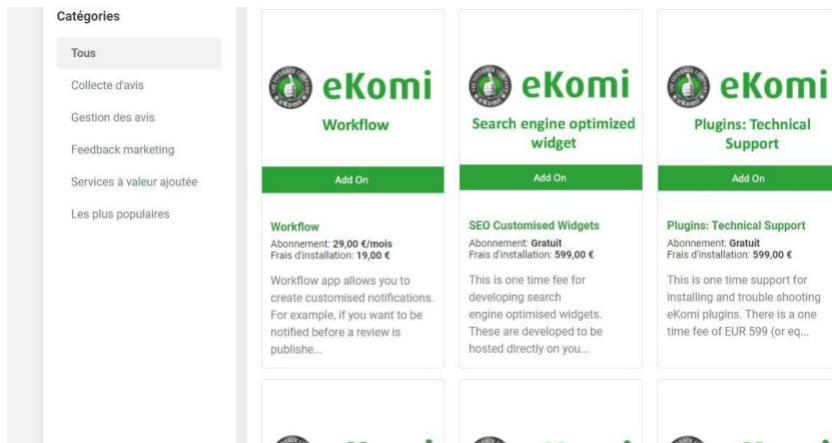 Catégories
Tous
Collecte d'avis
Gestion des avis
Feedback marketing
Services à valeur ajoutée
Les plus populaires
eKomi
Workflow
Add On
Workflow
Abonnement: 29,00 €/mois
Frais d'installation: 19,00 €
Workflow app allows you to
create customised notifications.
For example, if you want to be
notified before a review is
publishe...
eKomi
Search engine optimized
widget
Add On
SEO Customised Widgets
Abonnement: Gratuit
Frais d'installation: 599,00 €
This is one time fee for
developing search
engine optimised widgets.
These are developed to be
hosted directly on you...
eKomi
Plugins: Technical
Support
Add On
Plugins: Technical Support
Abonnement: Gratuit
Frais d'installation: 599,00 €
This is one time support for
installing and trouble shooting
eKomi plugins. There is a one
time fee of EUR 599 (or eq...